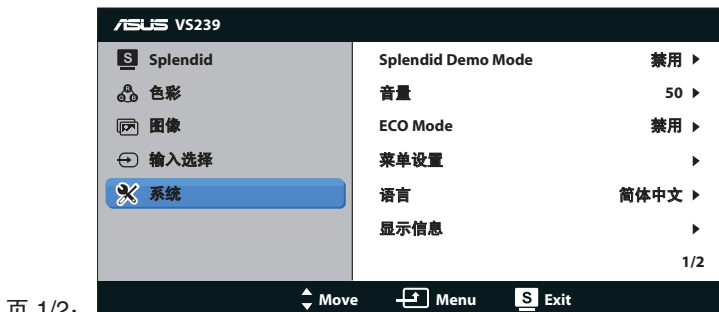 ASUS VS239
S Splendid
色彩
图像
输入选择
系统
Splendid Demo Mode 禁用
音量 50
ECO Mode 禁用
菜单设置
语言 简体中文
显示信息
1/2
Move Menu S Exit
页 1/2: